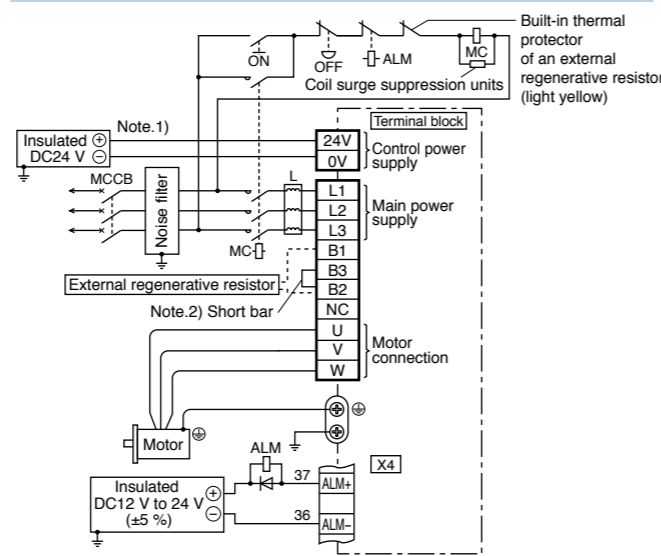 Built-in thermal
protector
of an external
regenerative resistor
(light yellow)
ON
OFF
ALM
MC
Coil surge suppression units
Note.1)
Terminal block
Insulated
DC24 V
24V
0V
Control power
supply
MCCB
Noise filter
L
L1
L2
L3
Main power
supply
MC
B1
External regenerative resistor
B3
B2
Note.2) Short bar
NC
U
V
W
Motor
connection
Motor
ALM
X4
Insulated
DC12 V to 24 V
(±5 %)
37
ALM+
36
ALM−